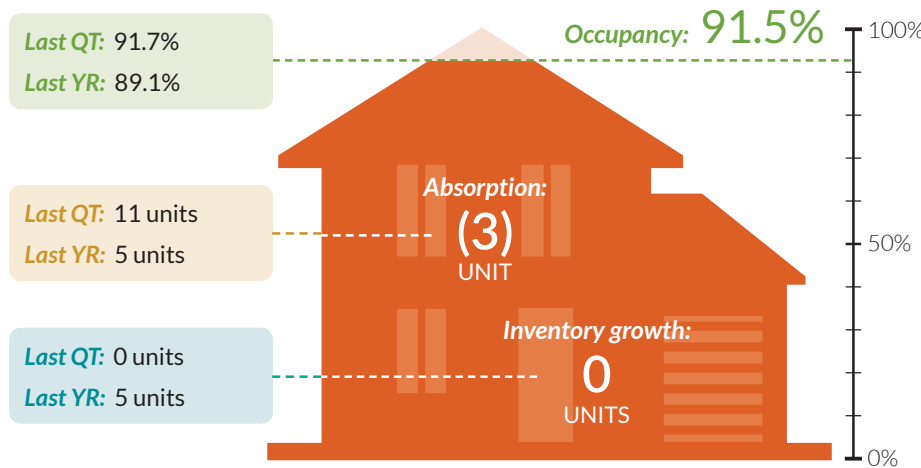 Last QT: 91.7%
Last YR: 89.1%
Occupancy: 91.5%
100%
Last QT: 11 units
Last YR: 5 units
Absorption:
(3)
UNIT
50%
Last QT: 0 units
Last YR: 5 units
Inventory growth:
0
UNITS
0%